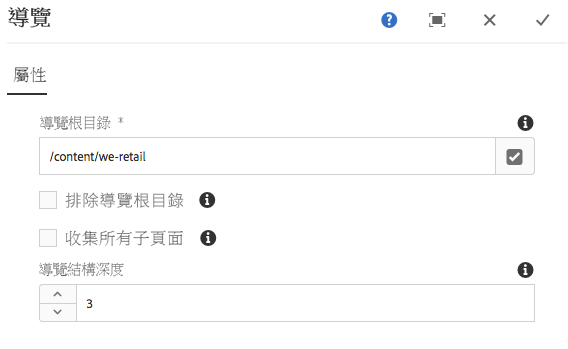 導覽
屬性
導覽根目錄 *
/content/we-retail
排除導覽根目錄
收集所有子頁面
導覽結構深度
3